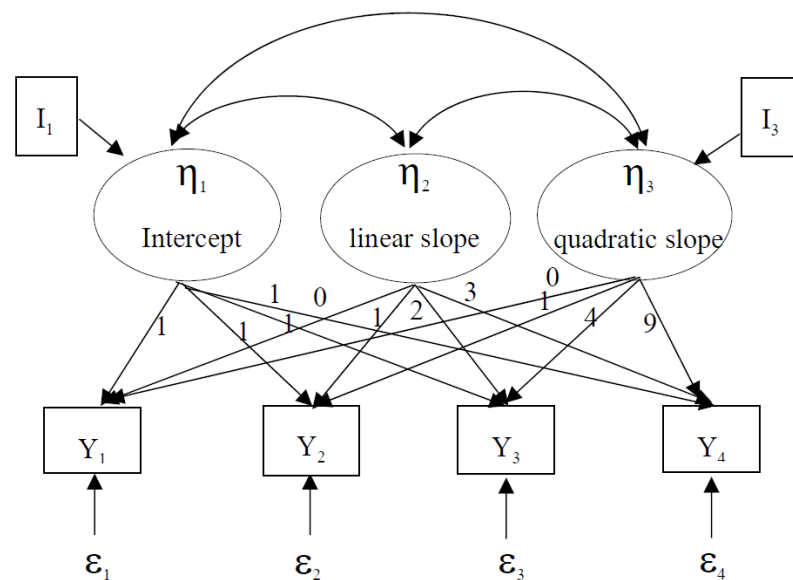 I₁ I₃
η₁ η₂ η₃
Intercept linear slope quadratic slope
1 0 3 0
1 1 1 1 2 1 4 9
Y₁ Y₂ Y₃ Y₄
ε₁ ε₂ ε₃ ε₄